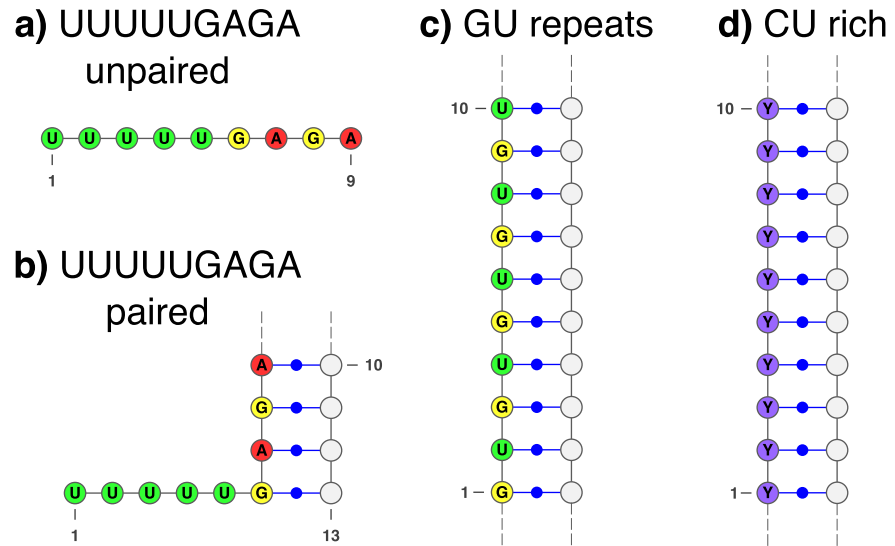 a) UUUUUGAGA
unpaired
U U U U U G A G A
1 9
b) UUUUUGAGA
paired
A 10
G
A
U U U U U G
1 13
c) GU repeats
10 U
G
U
G
U
G
U
G
U
1 G
d) CU rich
10 Y
Y
Y
Y
Y
Y
Y
Y
Y
1 Y